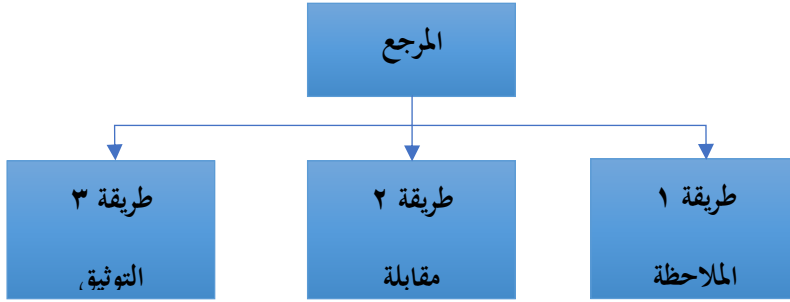 المرجع
طريقة ١
الملاحظة
طريقة ٢
مقابلة
طريقة ٣
التوثيق